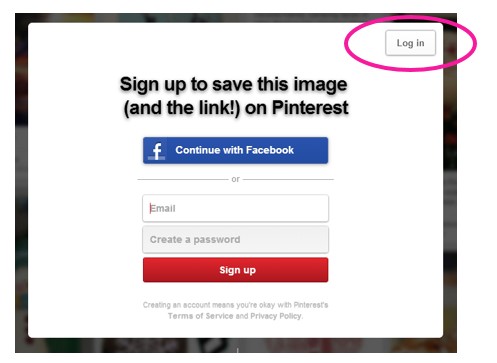 Log in
Sign up to save this image
(and the link!) on Pinterest
f Continue with Facebook
or
Email
Create a password
Sign up
Creating an account means you're okay with Pinterest's
Terms of Service and Privacy Policy.